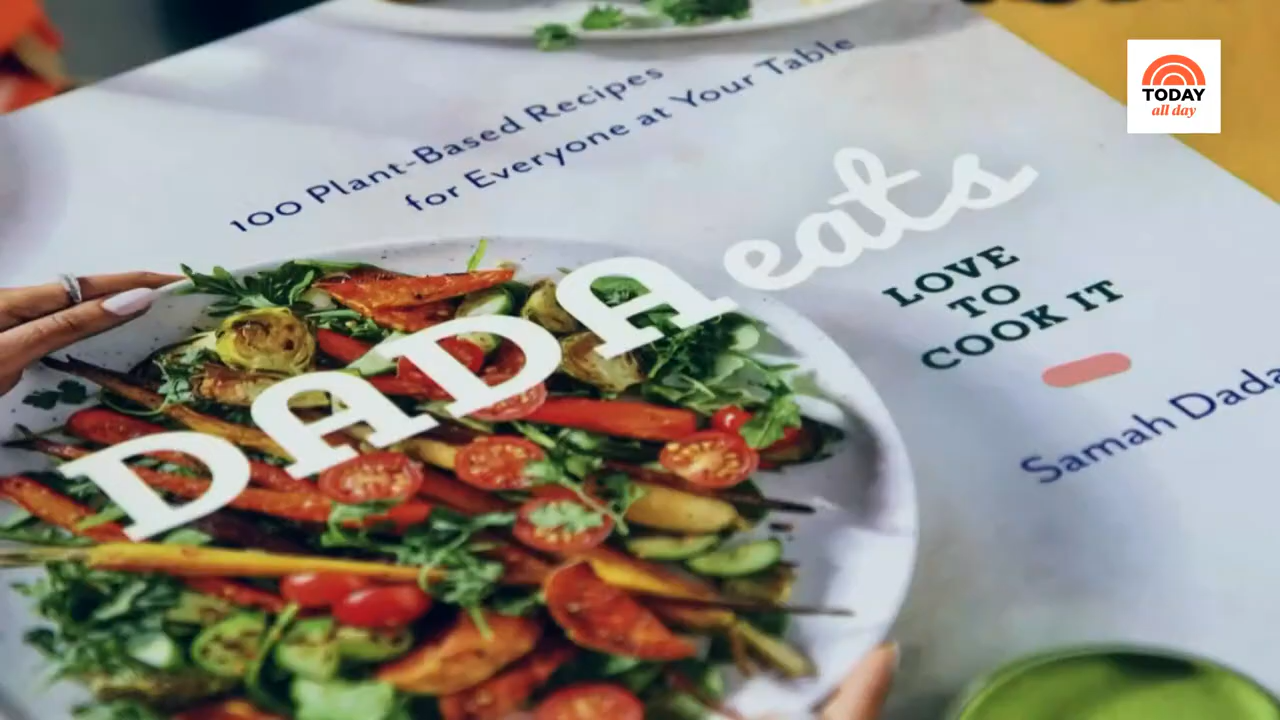 100 Plant-Based Recipes
for Everyone at Your Table
DADA eats
LOVE
TO
COOK IT
Samah Dada
TODAY
all day